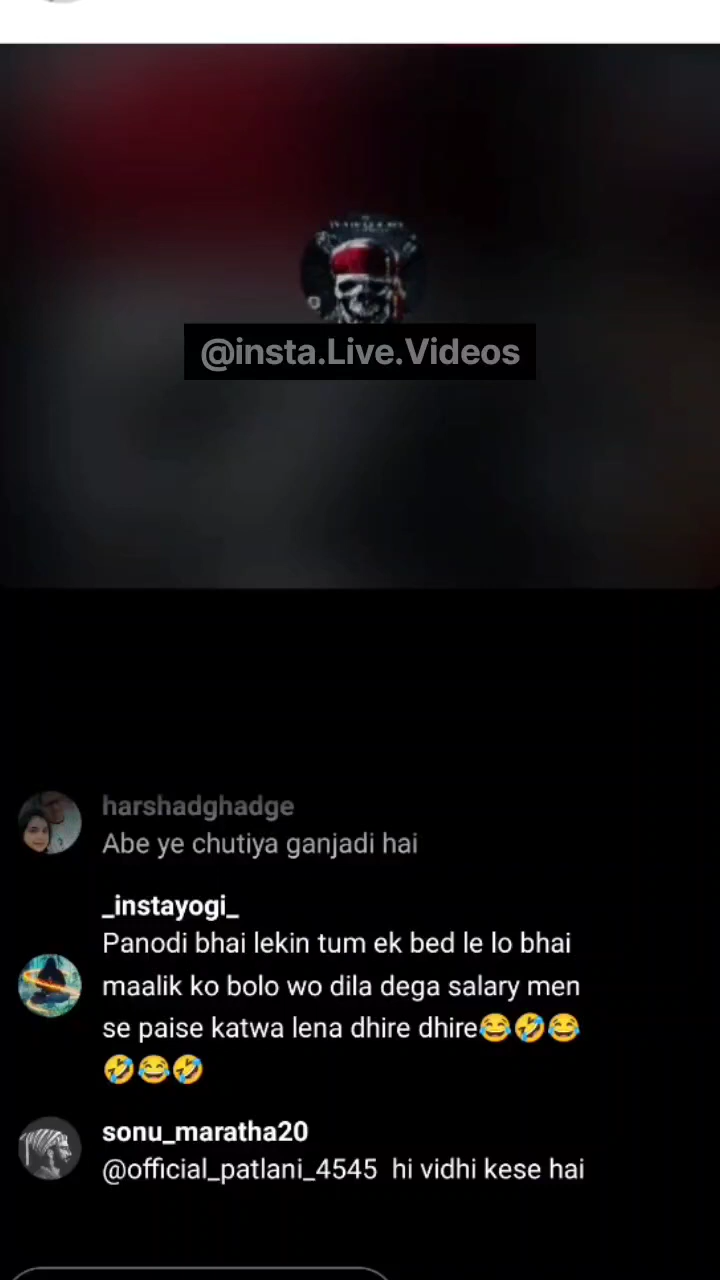 @insta.Live.Videos
harshadghadge
Abe ye chutiya ganjadi hai
_instayogi_
Panodi bhai lekin tum ek bed le lo bhai
maalik ko bolo wo dila dega salary men
se paise katwa lena dhire dhire😂🤣😂
🤣😂🤣
sonu_maratha20
@official_patlani_4545 hi vidhi kese hai